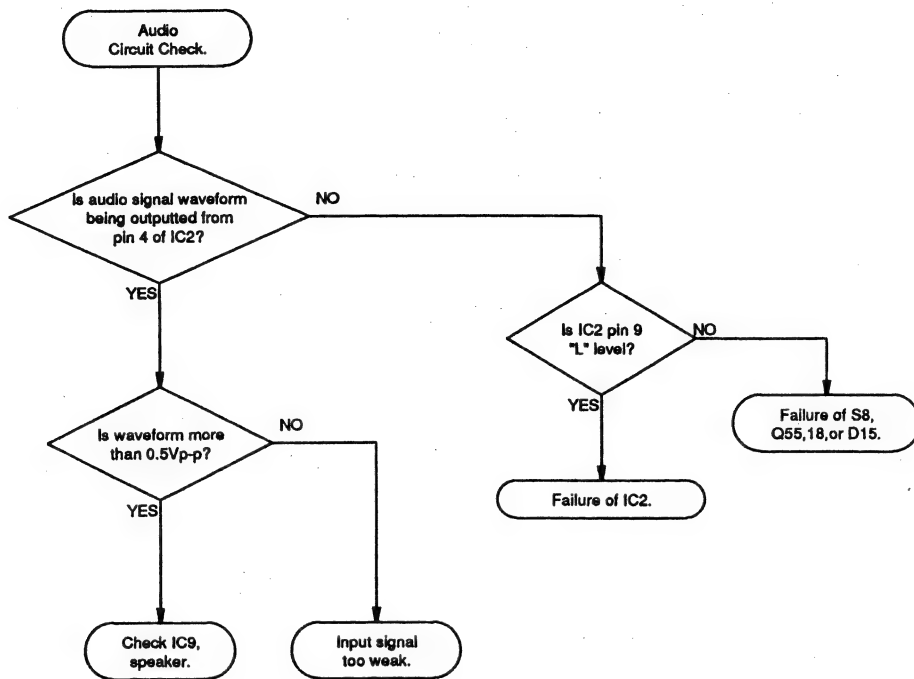 Audio
Circuit Check.
Is audio signal waveform
being outputted from
pin 4 of IC2?
NO
YES
Is IC2 pin 9
"L" level?
NO
YES
Failure of S8,
Q55,18,or D15.
Failure of IC2.
Is waveform more
than 0.5Vp-p?
NO
YES
Check IC9,
speaker.
Input signal
too weak.